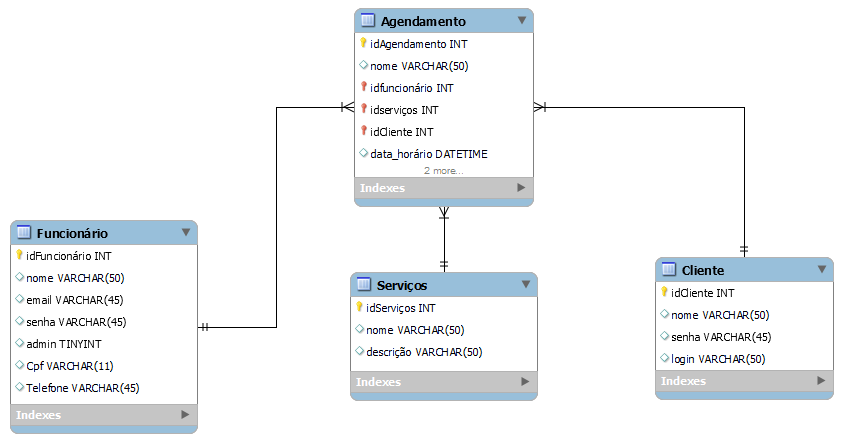 Agendamento
idAgendamento INT
nome VARCHAR(50)
idfuncionário INT
idserviços INT
idCliente INT
data_horário DATETIME
2 more...
Indexes
Funcionário
idFuncionário INT
nome VARCHAR(50)
email VARCHAR(45)
senha VARCHAR(45)
admin TINYINT
Cpf VARCHAR(11)
Telefone VARCHAR(45)
Indexes
Serviços
idServiços INT
nome VARCHAR(50)
descrição VARCHAR(50)
Indexes
Cliente
idCliente INT
nome VARCHAR(50)
senha VARCHAR(45)
login VARCHAR(50)
Indexes